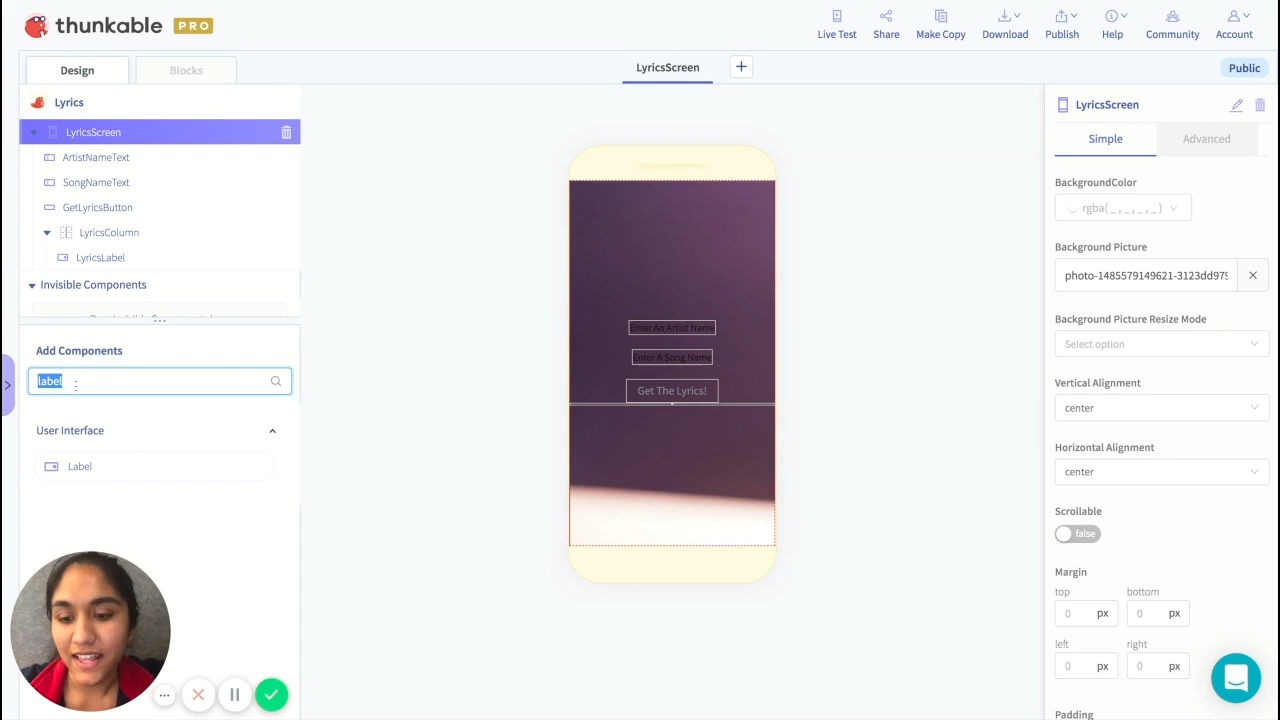 thunkable PRO
Live Test
Share
Make Copy
Download
Publish
Help
Community
Account
Design
Blocks
LyricsScreen
+
Public
Lyrics
LyricsScreen
ArtistNameText
SongNameText
GetLyricsButton
LyricsColumn
LyricsLabel
Invisible Components
Add Components
label
User Interface
Label
Enter An Artist Name
Enter A Song Name
Get The Lyrics!
LyricsScreen
Simple
Advanced
BackgroundColor
rgba( _ , _ , _ , _ )
Background Picture
photo-1485579149621-3123dd979
Background Picture Resize Mode
Select option
Vertical Alignment
center
Horizontal Alignment
center
Scrollable
false
Margin
top bottom
0 px 0 px
left right
0 px 0 px
Padding